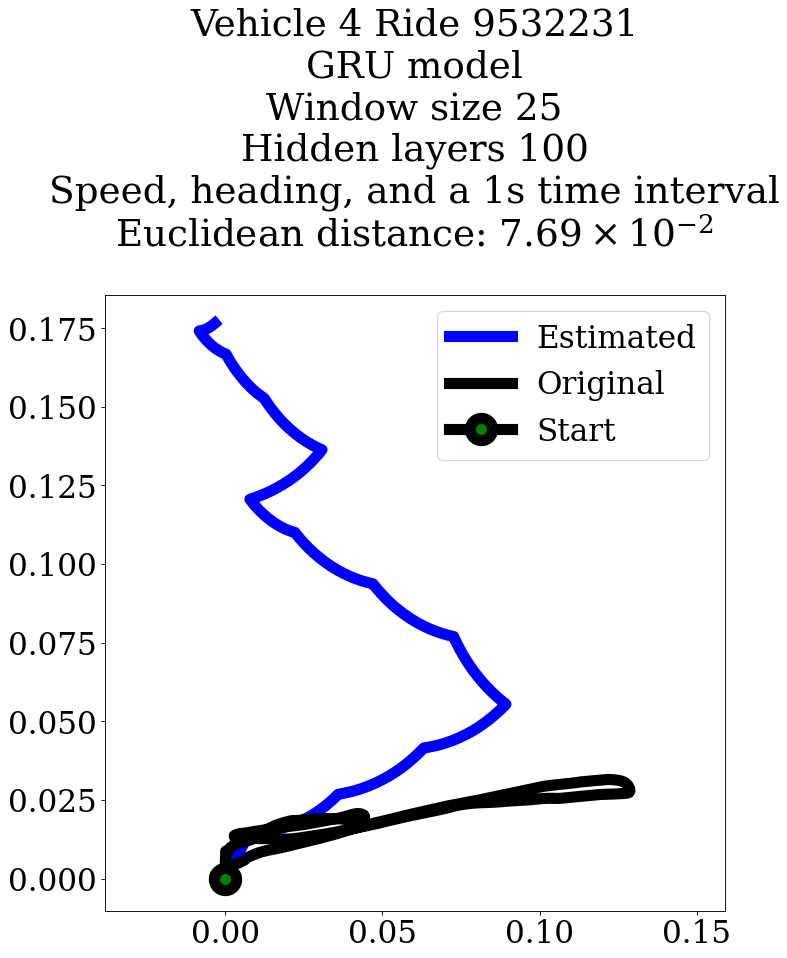 Vehicle 4 Ride 9532231
GRU model
Window size 25
Hidden layers 100
Speed, heading, and a 1s time interval
Euclidean distance: 7.69 × 10⁻²
Estimated
Original
Start
0.175
0.150
0.125
0.100
0.075
0.050
0.025
0.000
0.00 0.05 0.10 0.15